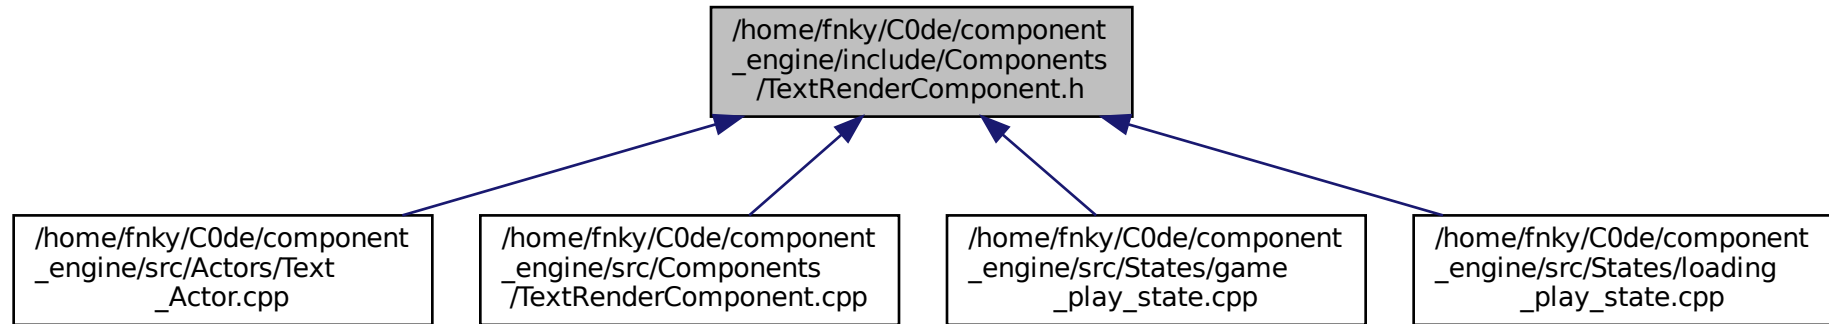 /home/fnky/C0de/component
_engine/include/Components
/TextRenderComponent.h
/home/fnky/C0de/component
_engine/src/Actors/Text
_Actor.cpp
/home/fnky/C0de/component
_engine/src/Components
/TextRenderComponent.cpp
/home/fnky/C0de/component
_engine/src/States/game
_play_state.cpp
/home/fnky/C0de/component
_engine/src/States/loading
_play_state.cpp